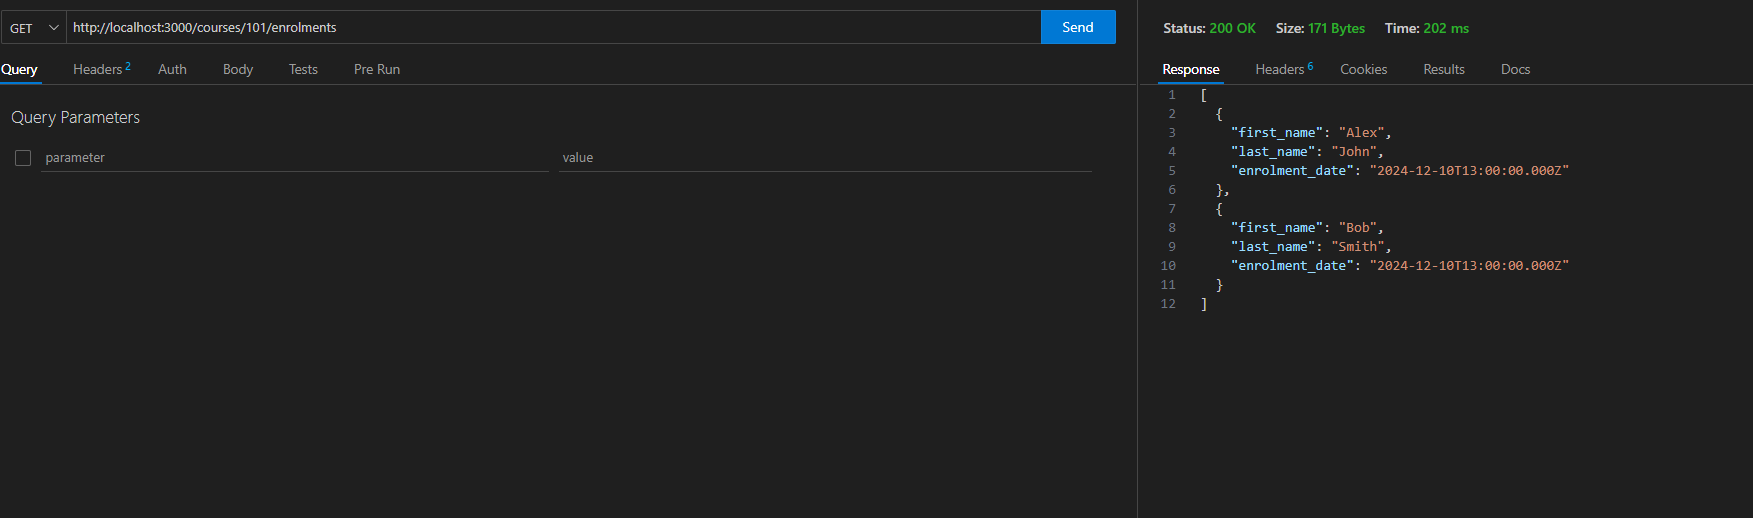 GET http://localhost:3000/courses/101/enrolments Send
Query Headers 2 Auth Body Tests Pre Run
Query Parameters
parameter value
Status: 200 OK Size: 171 Bytes Time: 202 ms
Response Headers 6 Cookies Results Docs
1 [
2 {
3 "first_name": "Alex",
4 "last_name": "John",
5 "enrolment_date": "2024-12-10T13:00:00.000Z"
6 },
7 {
8 "first_name": "Bob",
9 "last_name": "Smith",
10 "enrolment_date": "2024-12-10T13:00:00.000Z"
11 }
12 ]